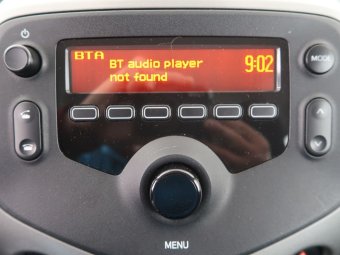 BTA
BT audio player
not found
9:02
MODE
MENU